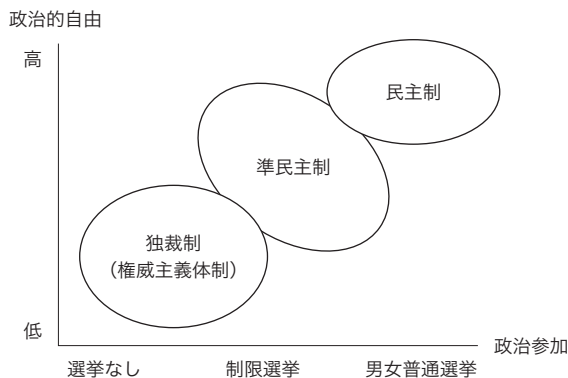 政治的自由
高
民主制
準民主制
独裁制
（権威主義体制）
低
政治参加
選挙なし
制限選挙
男女普通選挙